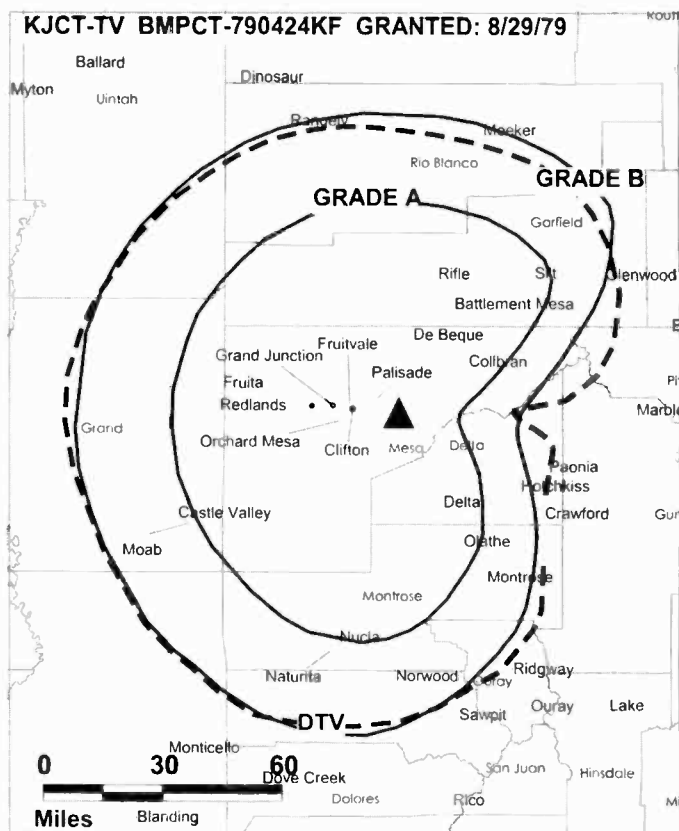 KJCT-TV BMPCT-790424KF GRANTED: 8/29/79
Ballard
Dinosaur
Myton
Uintah
Rangely
Meeker
Rio Blanco
GRADE B
GRADE A
Garfield
Rifle
Silt
Glenwood
Battlement Mesa
De Beque
Fruitvale
Grand Junction
Collbran
Palisade
Fruita
Redlands
Marble
Grand
Orchard Mesa
Clifton
Mesa
Delta
Paonia
Hotchkiss
Castle Valley
Delta
Crawford
Olathe
Moab
Montrose
Montrose
Nucla
Naturita
Norwood
Ridgway
Ouray
Sawpit
Ouray
Lake
DTV
Monticello
0 30 60
Dove Creek
San Juan
Hinsdale
Miles
Blanding
Dolores
Rico